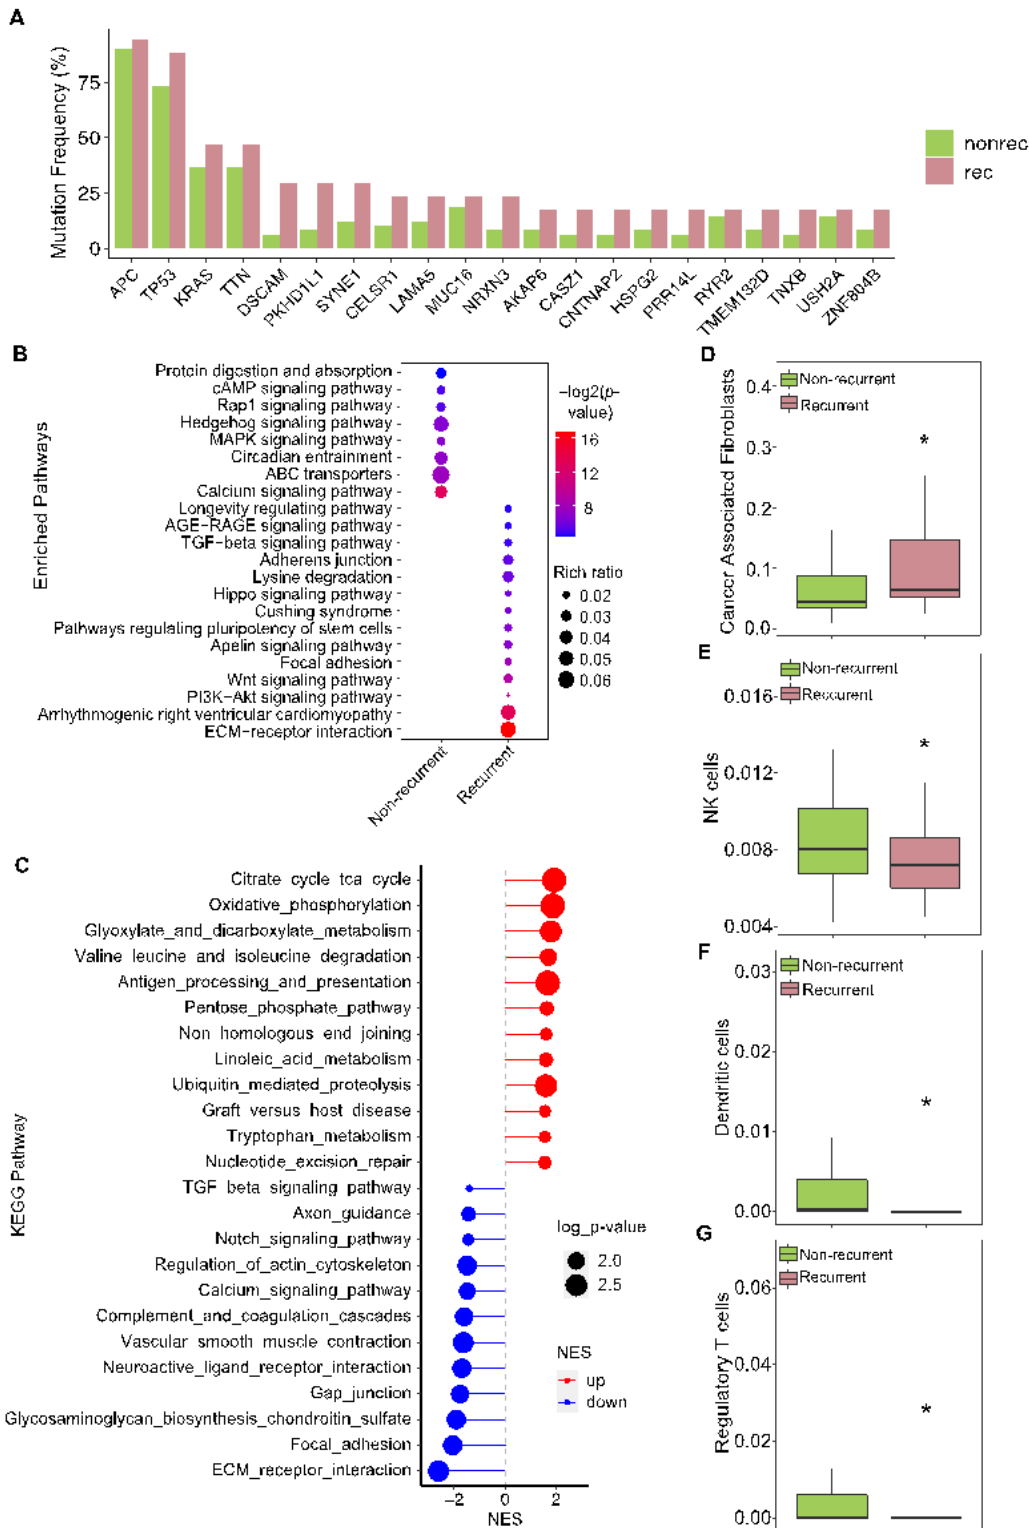 A
Mutation Frequency (%)
75
50
25
0
APC
TP53
KRAS
TTN
DSCAM
PKHD1L1
SYNE1
CELSR1
LAMA5
MUC16
NRXN3
AKAP6
CASZ1
CNTNAP2
HSPG2
PRR14L
RYR2
TMEM132D
TNXB
USH2A
ZNF804B
nonrec
rec
B
Enriched Pathways
Protein digestion and absorption
cAMP signaling pathway
Rap1 signaling pathway
Hedgehog signaling pathway
MAPK signaling pathway
Circadian entrainment
ABC transporters
Calcium signaling pathway
Longevity regulating pathway
AGE-RAGE signaling pathway
TGF-beta signaling pathway
Adherens junction
Lysine degradation
Hippo signaling pathway
Cushing syndrome
Pathways regulating pluripotency of stem cells
Apelin signaling pathway
Focal adhesion
Wnt signaling pathway
PI3K-Akt signaling pathway
Arrhythmogenic right ventricular cardiomyopathy
ECM-receptor interaction
Non-recurrent
Recurrent
-log2(p-
value)
16
12
8
Rich ratio
0.02
0.03
0.04
0.05
0.06
C
KEGG Pathway
Citrate cycle tca cycle
Oxidative_phosphorylation
Glyoxylate_and_dicarboxylate_metabolism
Valine leucine and isoleucine degradation
Antigen_processing_and_presentation
Pentose_phosphate_pathway
Non homologous end joining
Linoleic_acid_metabolism
Ubiquitin_mediated_proteolysis
Graft versus host disease
Tryptophan_metabolism
Nucleotide_excision_repair
TGF beta signaling pathway
Axon_guidance
Notch_signaling_pathway
Regulation_of_actin_cytoskeleton
Calcium_signaling_pathway
Complement_and_coagulation_cascades
Vascular smooth muscle contraction
Neuroactive_ligand_receptor_interaction
Gap_junction
Glycosaminoglycan_biosynthesis_chondroitin_sulfate
Focal_adhesion
ECM_receptor_interaction
-2
0
2
NES
log_p-value
2.0
2.5
NES
up
down
D
Cancer Associated Fibroblasts
0.4
0.3
0.2
0.1
0.0
Non-recurrent
Recurrent
*
E
NK cells
0.016
0.012
0.008
0.004
Non-recurrent
Recurrent
*
F
Dendritic cells
0.03
0.02
0.01
0.00
Non-recurrent
Recurrent
*
G
Regulatory T cells
0.06
0.04
0.02
0.00
Non-recurrent
Recurrent
*